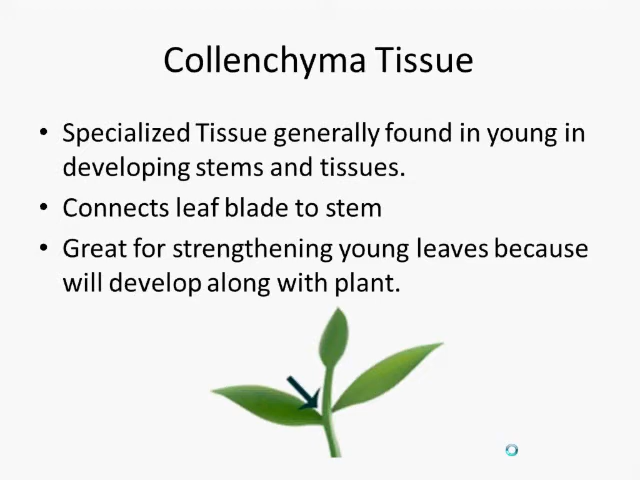 Collenchyma Tissue
• Specialized Tissue generally found in young in
developing stems and tissues.
• Connects leaf blade to stem
• Great for strengthening young leaves because
will develop along with plant.